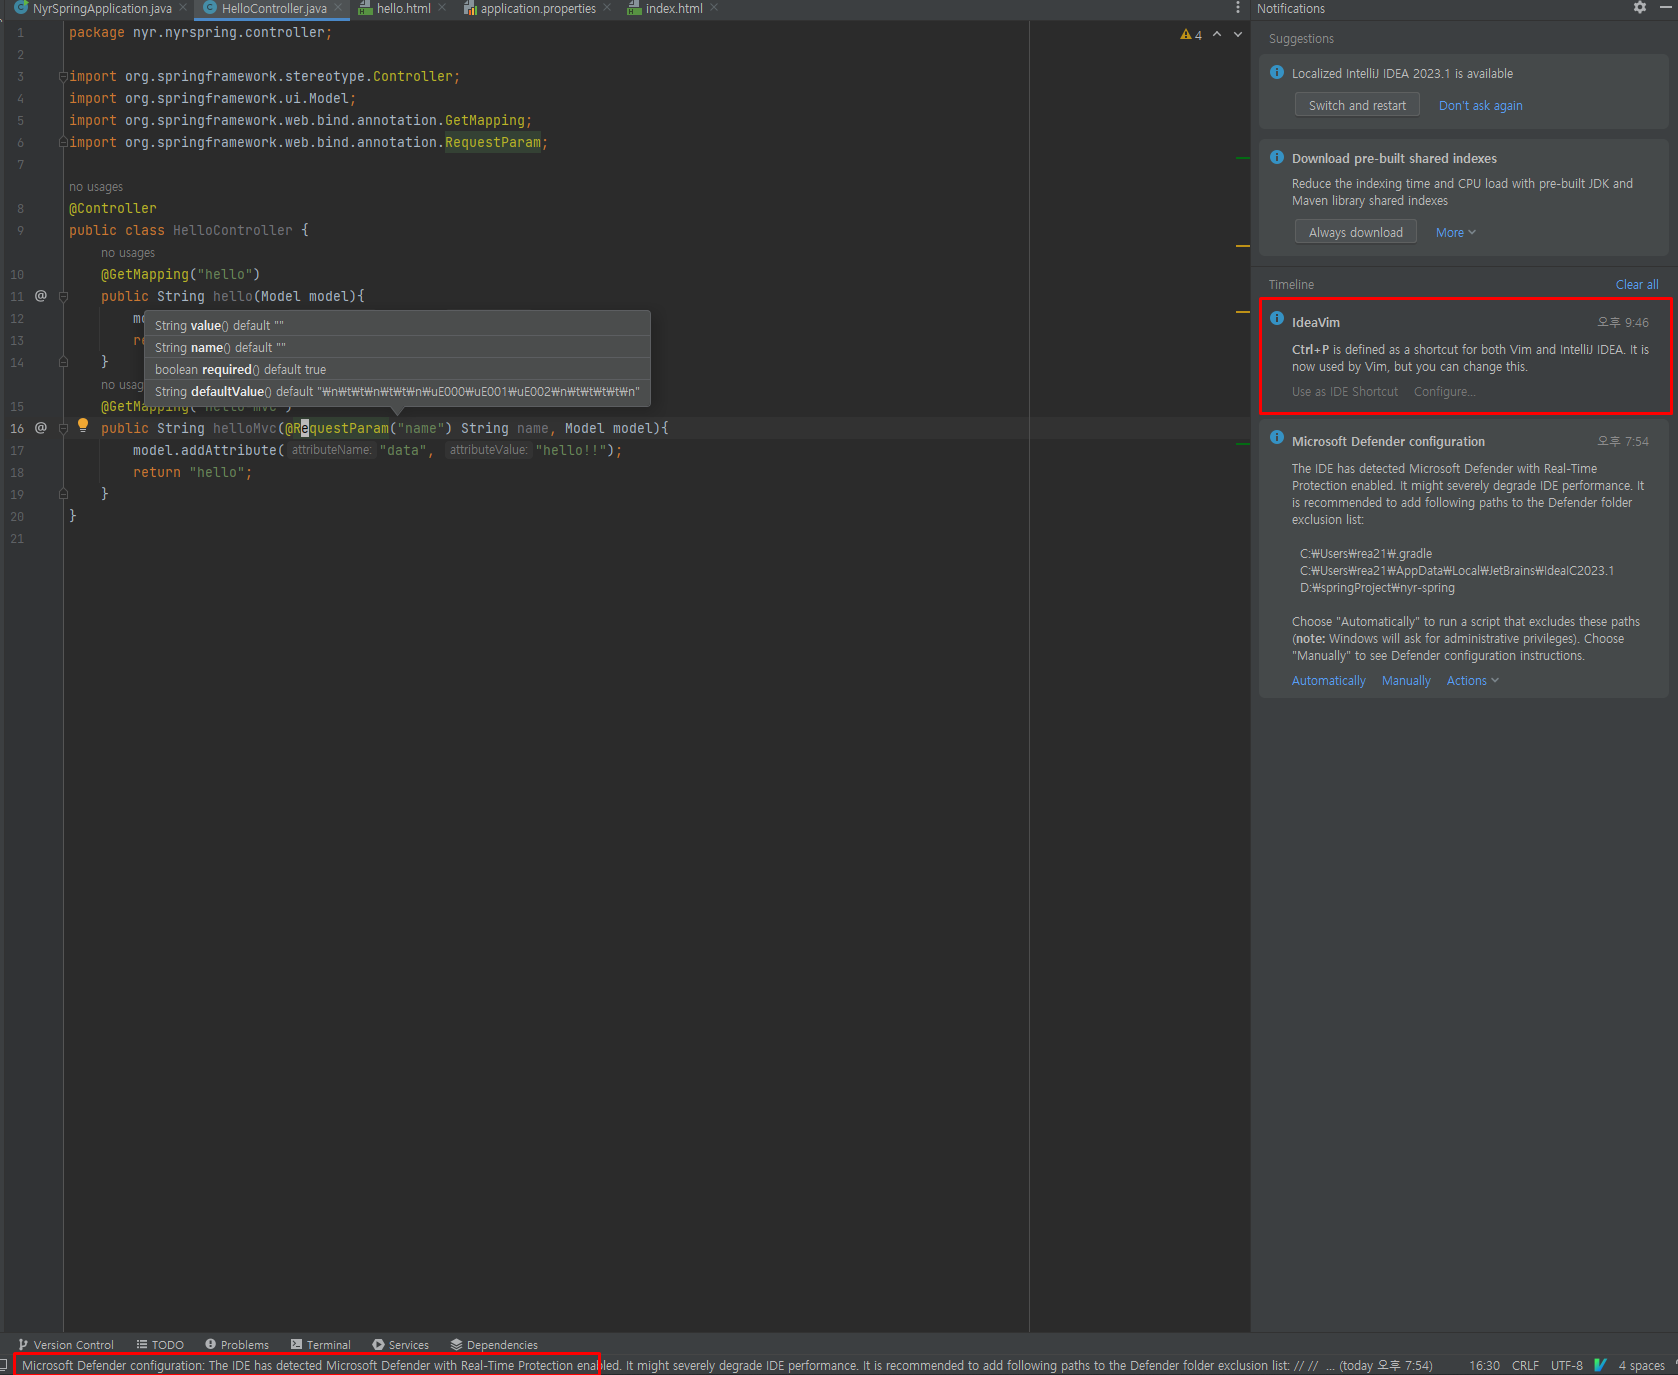 NyrSpringApplication.java
HelloController.java
hello.html
application.properties
index.html
1 package nyr.nyrspring.controller;
2
3 import org.springframework.stereotype.Controller;
4 import org.springframework.ui.Model;
5 import org.springframework.web.bind.annotation.GetMapping;
6 import org.springframework.web.bind.annotation.RequestParam;
7
no usages
8 @Controller
9 public class HelloController {
no usages
10 @GetMapping("hello")
11 @ public String hello(Model model){
12
13
String value() default ""
String name() default ""
boolean required() default true
String defaultValue() default "₩n₩t₩t₩n₩t₩t₩n₩uE000₩uE001₩uE002₩n₩t₩t₩t₩t₩n"
14 }
no
15 @GetMapping("hello-mvc")
16 @ public String helloMvc(@RequestParam("name") String name, Model model){
17 model.addAttribute( attributeName: "data", attributeValue: "hello!!");
18 return "hello";
19 }
20 }
21
4
Notifications
Suggestions
Localized IntelliJ IDEA 2023.1 is available
Switch and restart Don't ask again
Download pre-built shared indexes
Reduce the indexing time and CPU load with pre-built JDK and
Maven library shared indexes
Always download More
Timeline Clear all
IdeaVim 오후 9:46
Ctrl+P is defined as a shortcut for both Vim and IntelliJ IDEA. It is
now used by Vim, but you can change this.
Use as IDE Shortcut Configure...
Microsoft Defender configuration 오후 7:54
The IDE has detected Microsoft Defender with Real-Time
Protection enabled. It might severely degrade IDE performance. It
is recommended to add following paths to the Defender folder
exclusion list:
C:₩Users₩rea21₩.gradle
C:₩Users₩rea21₩AppData₩Local₩JetBrains₩IdeaIC2023.1
D:₩springProject₩nyr-spring
Choose "Automatically" to run a script that excludes these paths
(note: Windows will ask for administrative privileges). Choose
"Manually" to see Defender configuration instructions.
Automatically Manually Actions
Version Control TODO Problems Terminal Services Dependencies
Microsoft Defender configuration: The IDE has detected Microsoft Defender with Real-Time Protection enabled. It might severely degrade IDE performance. It is recommended to add following paths to the Defender folder exclusion list: // // ... (today 오후 7:54) 16:30 CRLF UTF-8 4 spaces